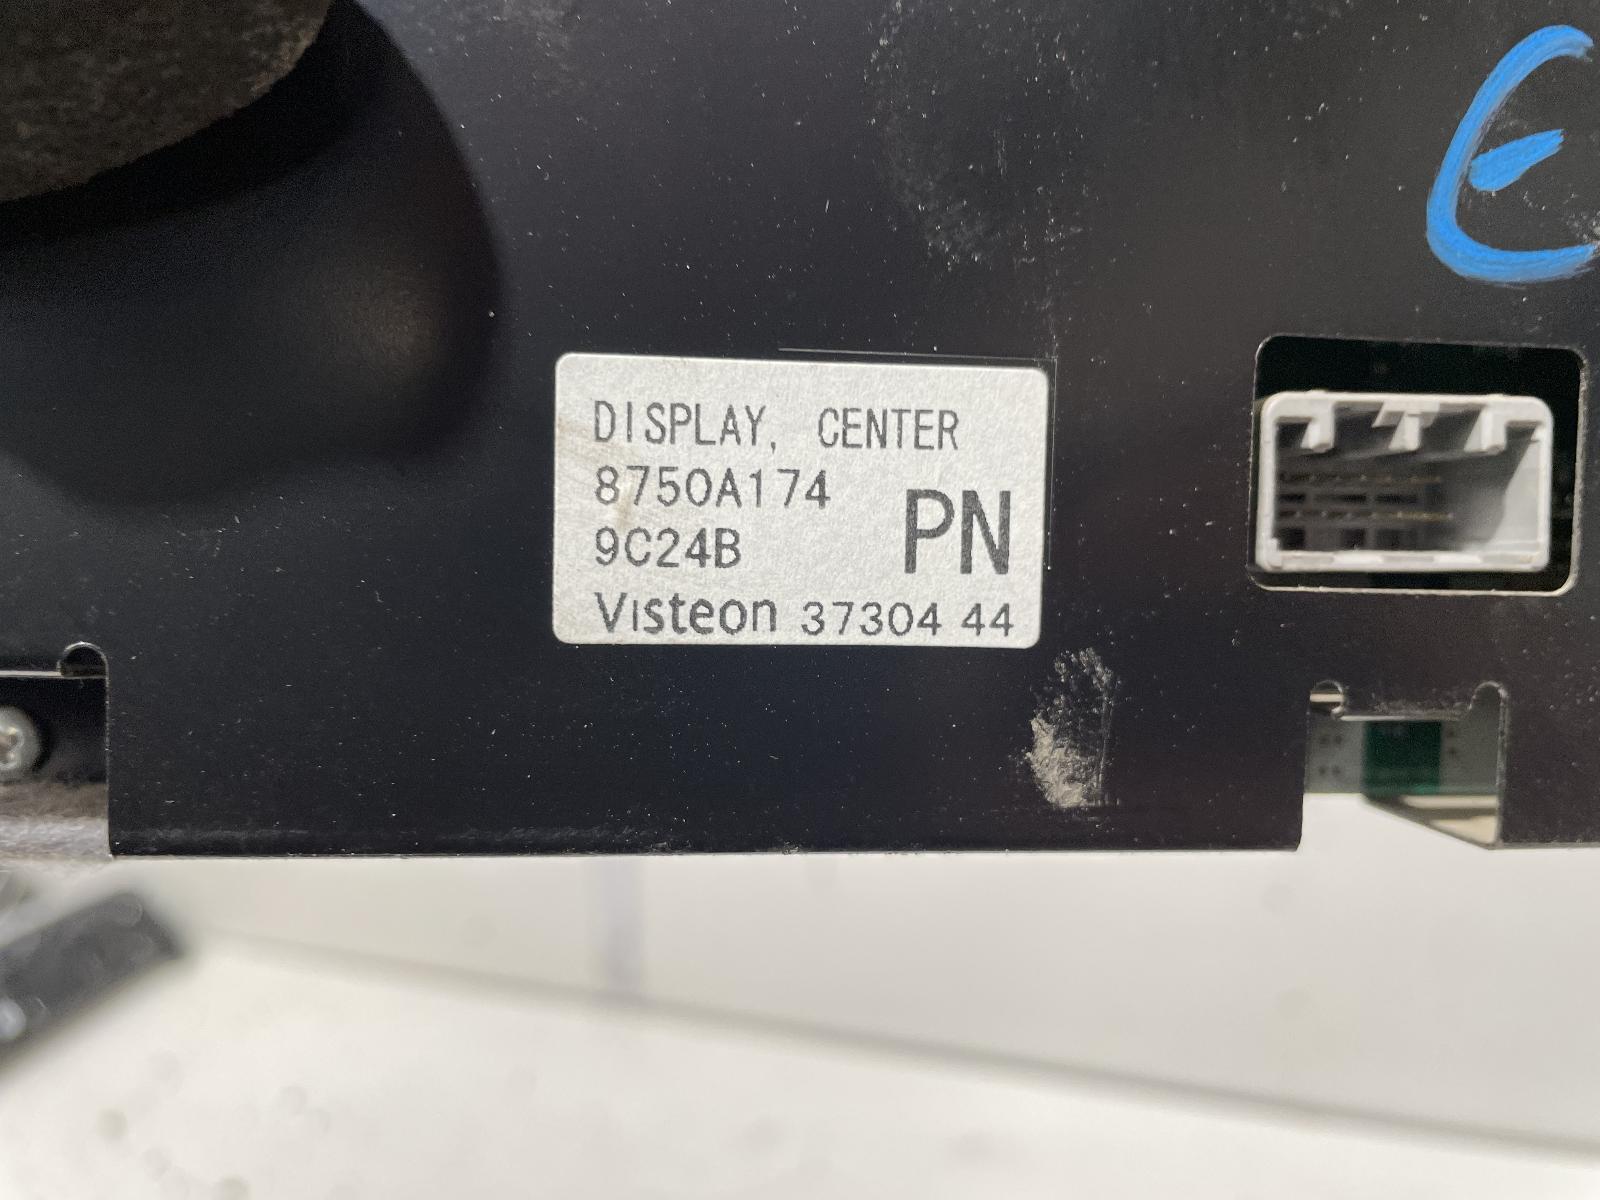 DISPLAY, CENTER
8750A174
9C24B
PN
Visteon 37304 44
E